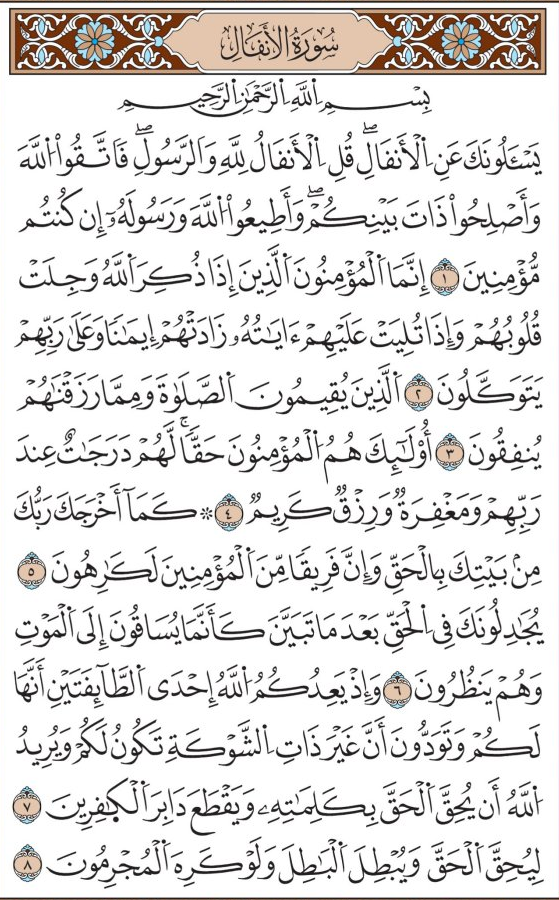 سُورَةُ الأَنفَالِ
بِسْمِ اللَّهِ الرَّحْمَٰنِ الرَّحِيمِ
يَسْـَٔلُونَكَ عَنِ ٱلْأَنفَالِۖ قُلِ ٱلْأَنفَالُ لِلَّهِ وَٱلرَّسُولِۖ فَٱتَّقُوا۟ ٱللَّهَ
وَأَصْلِحُوا۟ ذَاتَ بَيْنِكُمْۖ وَأَطِيعُوا۟ ٱللَّهَ وَرَسُولَهُۥٓ إِن كُنتُم
مُّؤْمِنِينَ ١ إِنَّمَا ٱلْمُؤْمِنُونَ ٱلَّذِينَ إِذَا ذُكِرَ ٱللَّهُ وَجِلَتْ
قُلُوبُهُمْ وَإِذَا تُلِيَتْ عَلَيْهِمْ ءَايَٰتُهُۥ زَادَتْهُمْ إِيمَٰنًا وَعَلَىٰ رَبِّهِمْ
يَتَوَكَّلُونَ ٢ ٱلَّذِينَ يُقِيمُونَ ٱلصَّلَوٰةَ وَمِمَّا رَزَقْنَٰهُمْ
يُنفِقُونَ ٣ أُو۟لَٰٓئِكَ هُمُ ٱلْمُؤْمِنُونَ حَقًّاۚ لَّهُمْ دَرَجَٰتٌ عِندَ
رَبِّهِمْ وَمَغْفِرَةٌ وَرِزْقٌ كَرِيمٌ ٤ ۞ كَمَآ أَخْرَجَكَ رَبُّكَ
مِنۢ بَيْتِكَ بِٱلْحَقِّ وَإِنَّ فَرِيقًا مِّنَ ٱلْمُؤْمِنِينَ لَكَٰرِهُونَ ٥
يُجَٰدِلُونَكَ فِى ٱلْحَقِّ بَعْدَ مَا تَبَيَّنَ كَأَنَّمَا يُسَاقُونَ إِلَى ٱلْمَوْتِ
وَهُمْ يَنظُرُونَ ٦ وَإِذْ يَعِدُكُمُ ٱللَّهُ إِحْدَى ٱلطَّآئِفَتَيْنِ أَنَّهَا
لَكُمْ وَتَوَدُّونَ أَنَّ غَيْرَ ذَاتِ ٱلشَّوْكَةِ تَكُونُ لَكُمْ وَيُرِيدُ
ٱللَّهُ أَن يُحِقَّ ٱلْحَقَّ بِكَلِمَٰتِهِۦ وَيَقْطَعَ دَابِرَ ٱلْكَٰفِرِينَ ٧
لِيُحِقَّ ٱلْحَقَّ وَيُبْطِلَ ٱلْبَٰطِلَ وَلَوْ كَرِهَ ٱلْمُجْرِمُونَ ٨